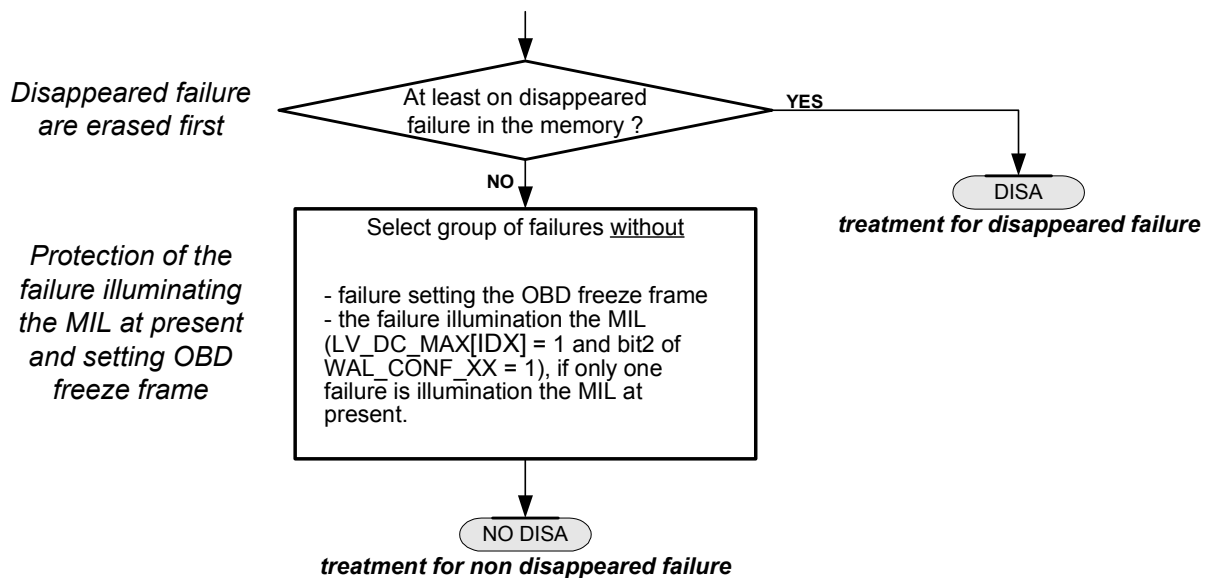 Disappeared failure
are erased first
At least on disappeared
failure in the memory ?
YES
NO
DISA
treatment for disappeared failure
Protection of the
failure illuminating
the MIL at present
and setting OBD
freeze frame
Select group of failures without
- failure setting the OBD freeze frame
- the failure illumination the MIL
(LV_DC_MAX[IDX] = 1 and bit2 of
WAL_CONF_XX = 1), if only one
failure is illumination the MIL at
present.
NO DISA
treatment for non disappeared failure